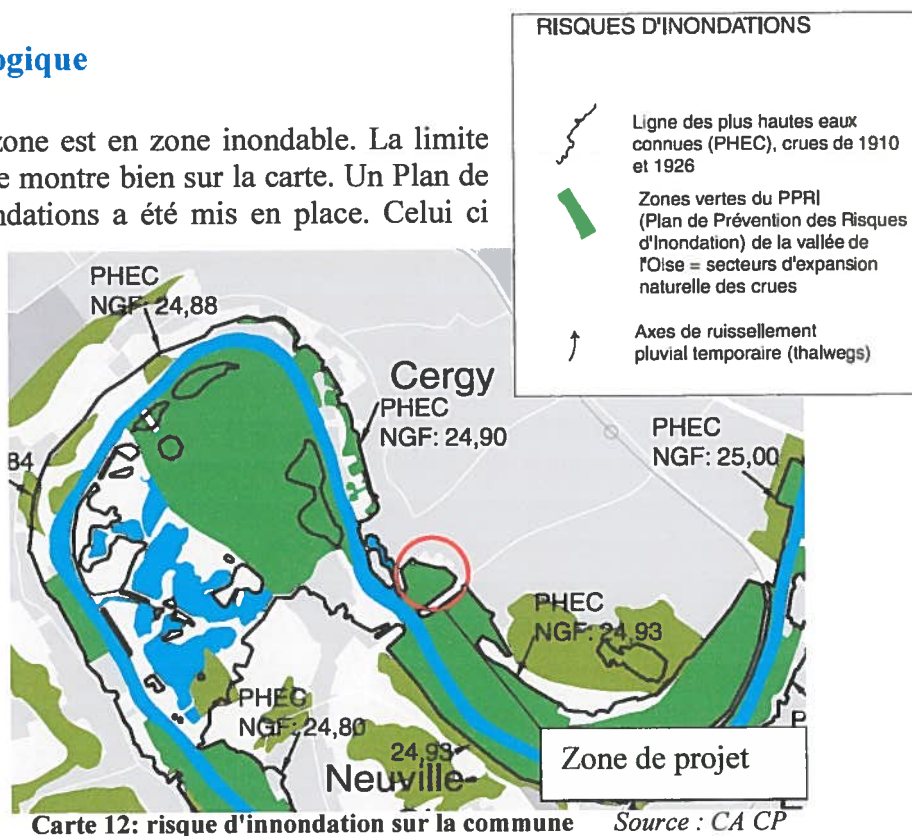 ogique
zone est en zone inondable. La limite
e montre bien sur la carte. Un Plan de
ndations a été mis en place. Celui ci
RISQUES D'INONDATIONS
Ligne des plus hautes eaux
connues (PHEC), crues de 1910
et 1926
Zones vertes du PPRI
(Plan de Prévention des Risques
d'Inondation) de la vallée de
l'Oise = secteurs d'expansion
naturelle des crues
Axes de ruissellement
pluvial temporaire (thalwegs)
PHEC
NGF: 24,88
Cergy
PHEC
NGF: 24,90
PHEC
NGF: 25,00
84
PHEC
NGF: 24,93
PHEC
NGF: 24,80
24,93
Neuville-
P
Zone de projet
Carte 12: risque d'innondation sur la commune Source : CA CP